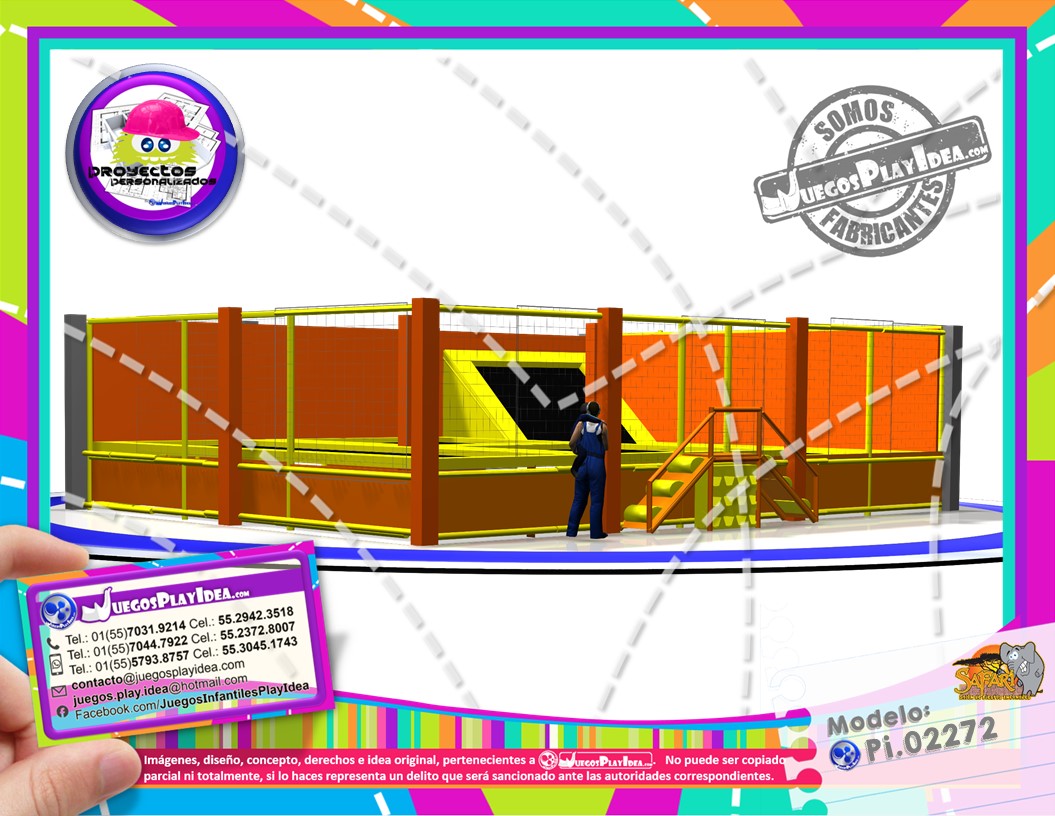 PROYECTOS
PERSONALIZADOS
SOMOS
JUEGOSPLAYIDEA.COM
FABRICANTES
JUEGOSPLAYIDEA.COM
Tel.: 01(55)7031.9214 Cel.: 55.2942.3518
Tel.: 01(55)7044.7922 Cel.: 55.2372.8007
Tel.: 01(55)5793.8757 Cel.: 55.3045.1743
contacto@juegosplayidea.com
juegos.play.idea@hotmail.com
Facebook.com/JuegosInfantilesPlayIdea
SAFARI
Modelo:
Pi.02272
Imágenes, diseño, concepto, derechos e idea original, pertenecientes a JUEGOSPLAYIDEA. No puede ser copiado
parcial ni totalmente, si lo haces representa un delito que será sancionado ante las autoridades correspondientes.